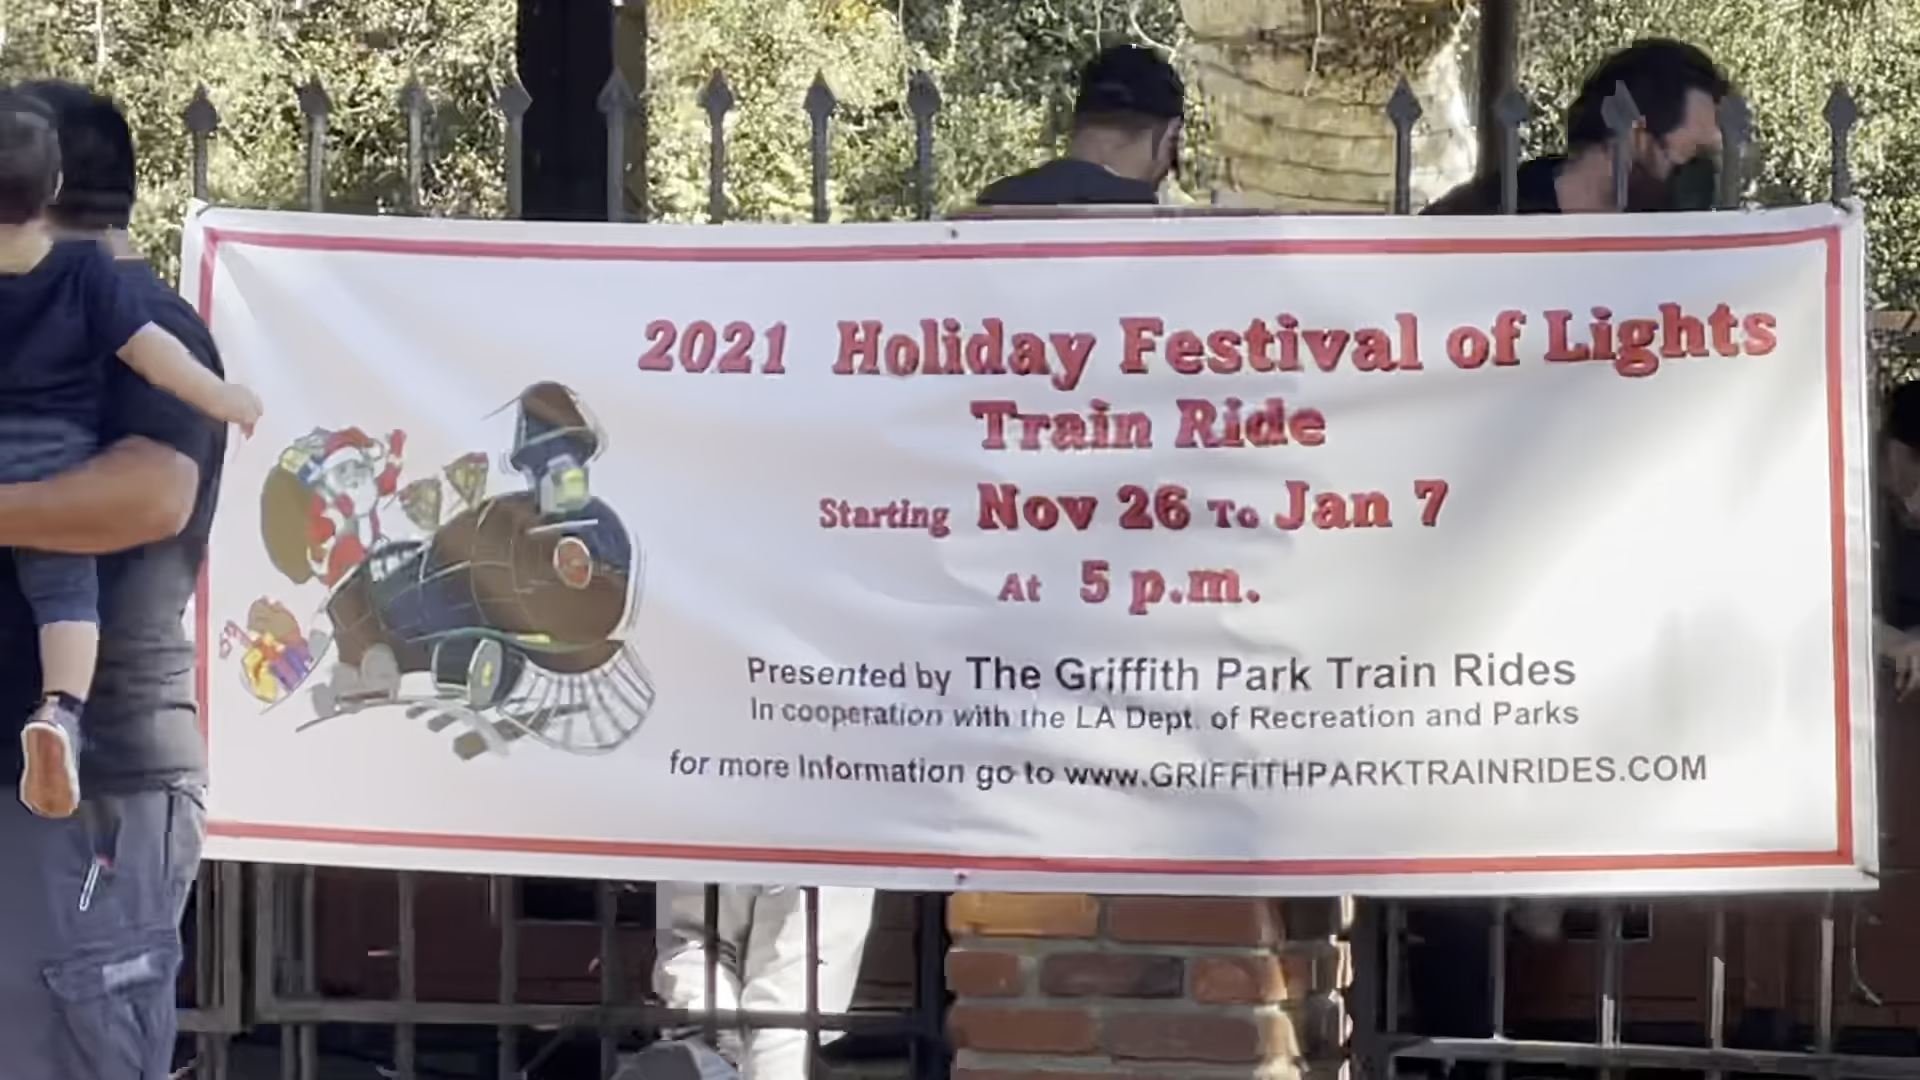 2021 Holiday Festival of Lights
Train Ride
Starting Nov 26 To Jan 7
At 5 p.m.
Presented by The Griffith Park Train Rides
In cooperation with the LA Dept. of Recreation and Parks
for more Information go to www.GRIFFITHPARKTRAINRIDES.COM